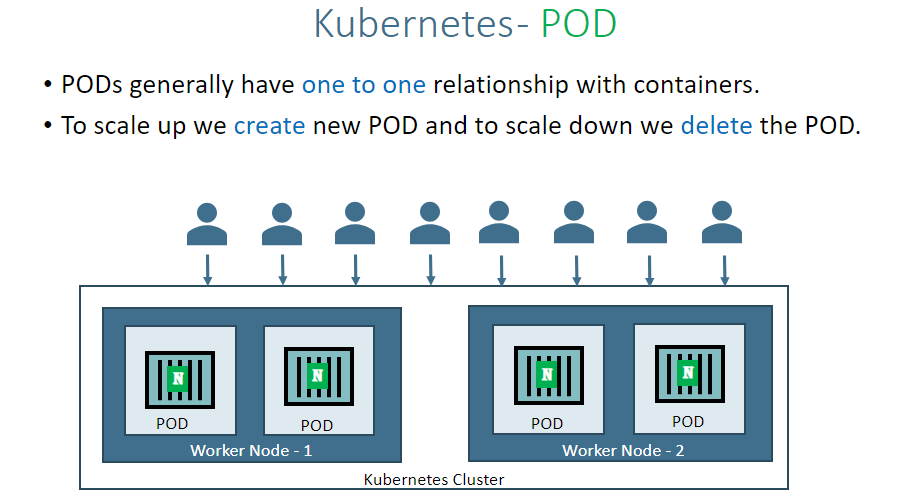 Kubernetes- POD
• PODs generally have one to one relationship with containers.
• To scale up we create new POD and to scale down we delete the POD.
N
N
N
N
POD
POD
POD
POD
Worker Node - 1
Worker Node - 2
Kubernetes Cluster